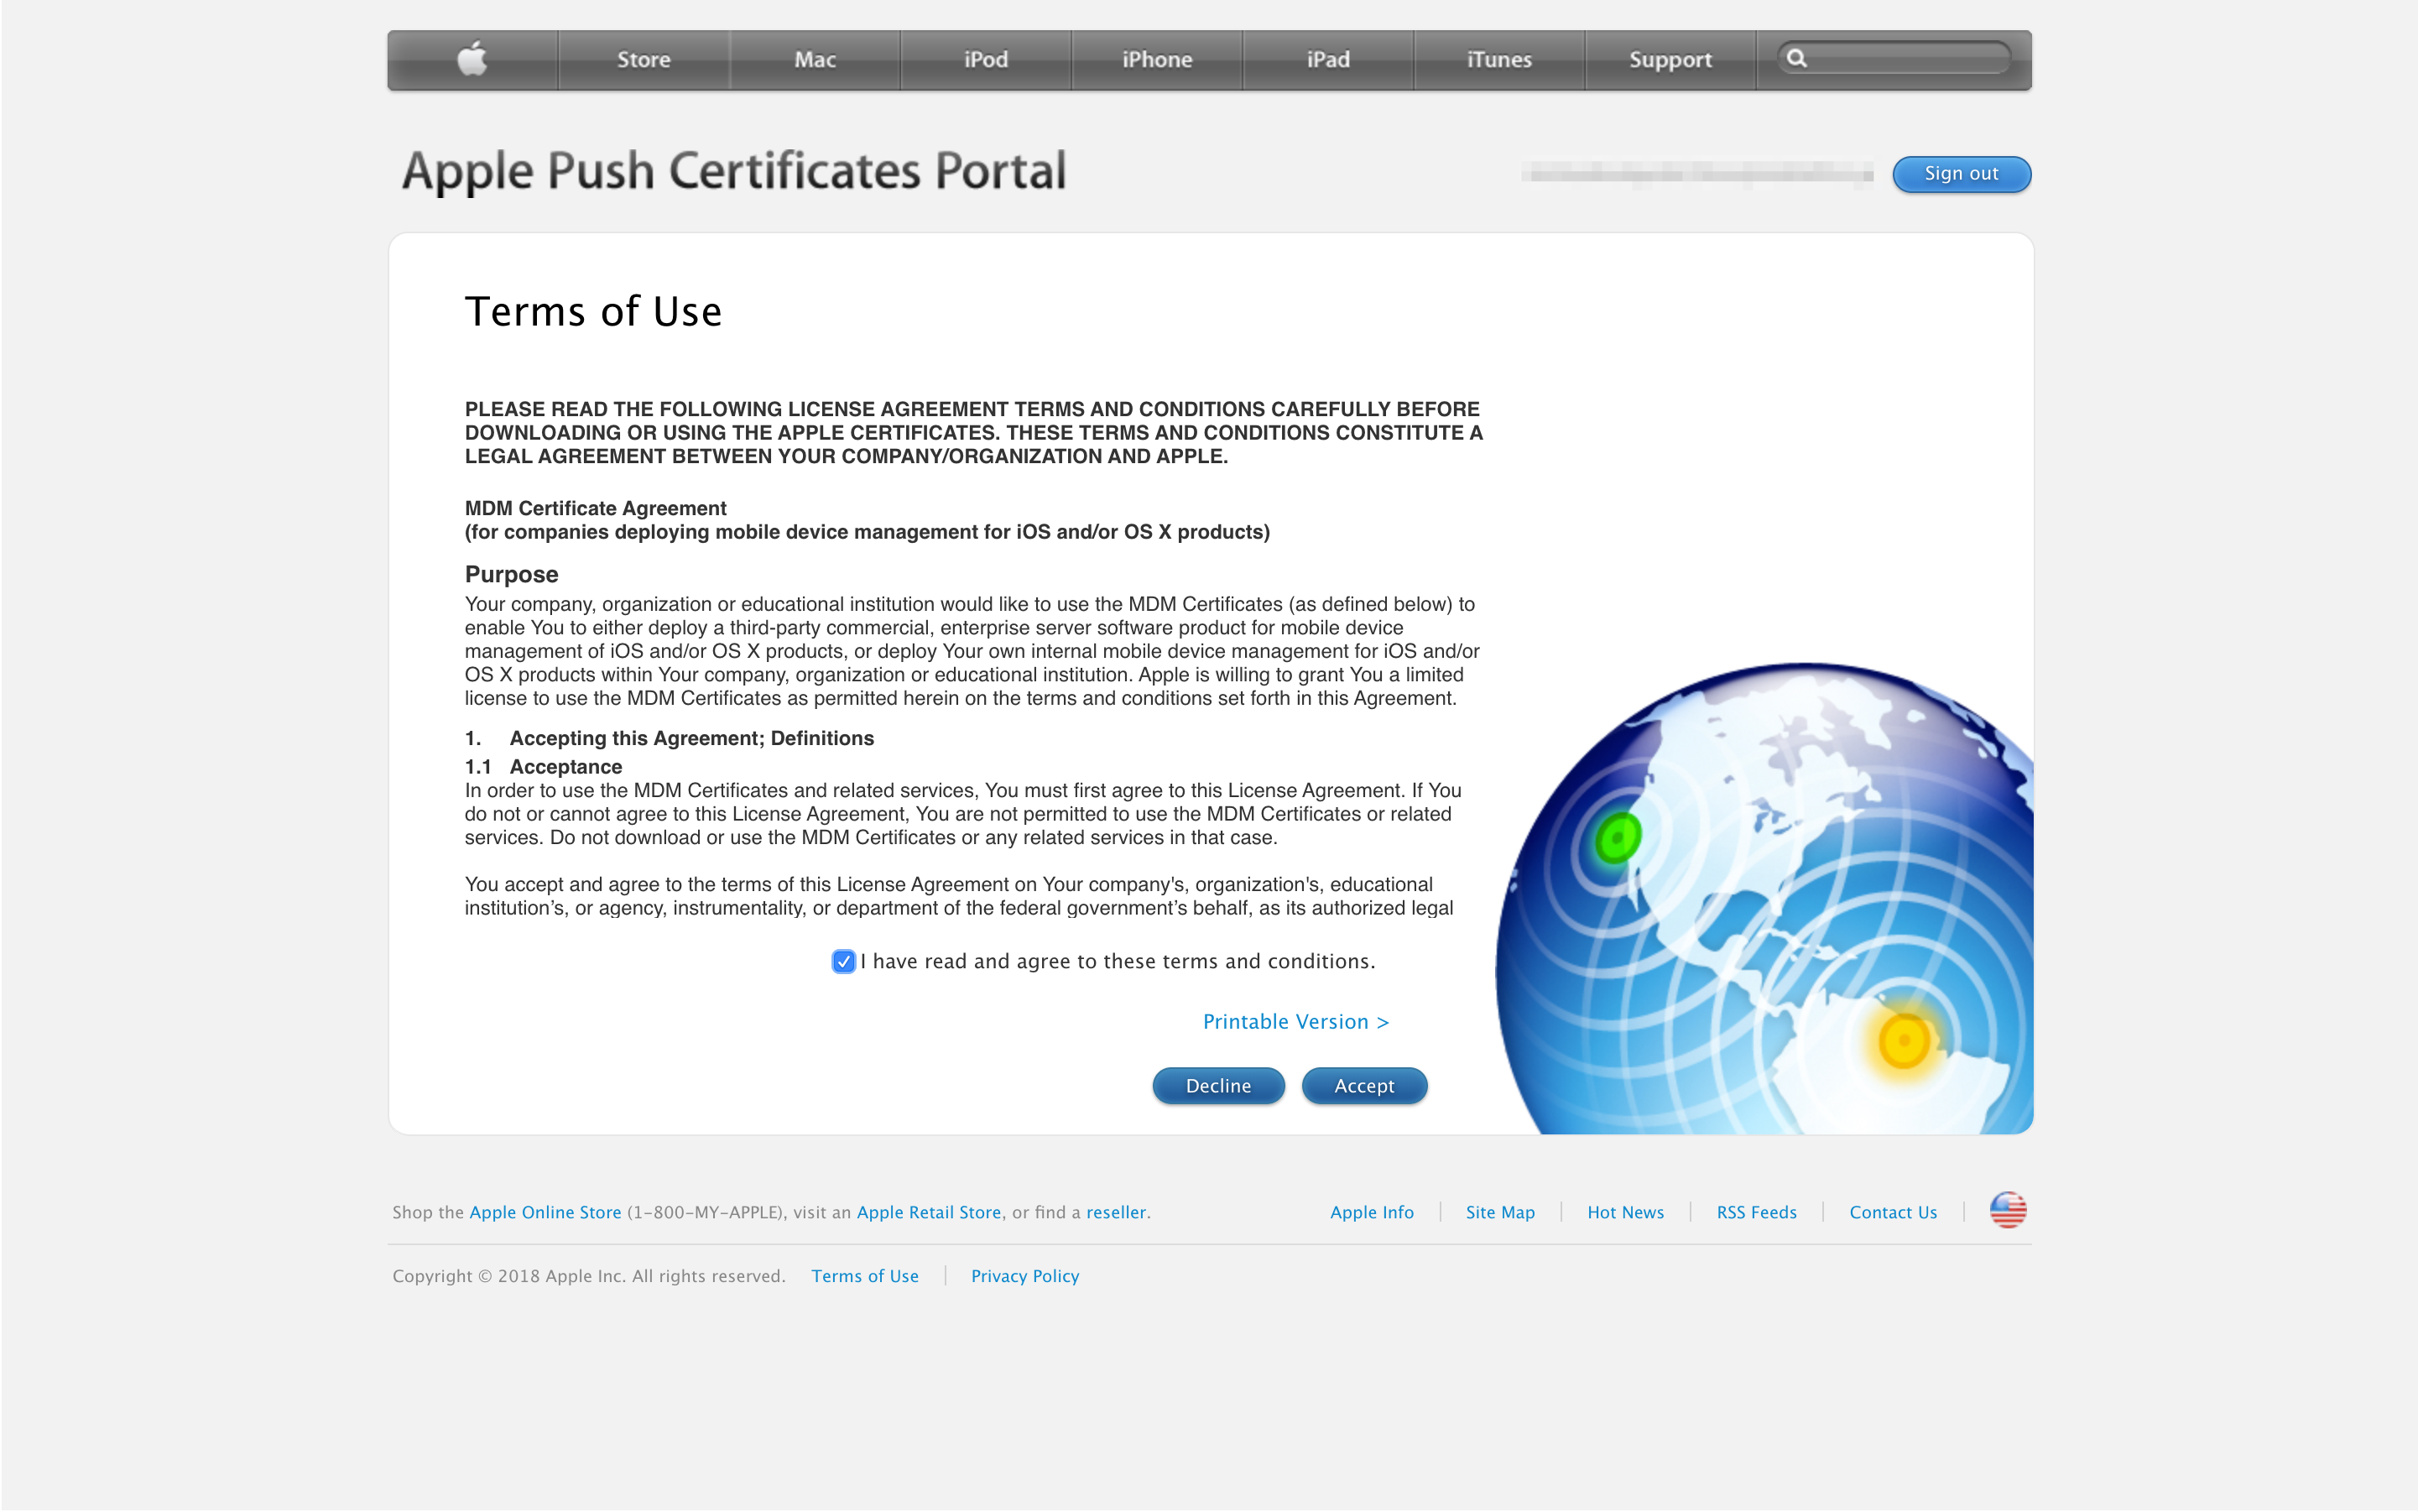 Store Mac iPod iPhone iPad iTunes Support
Apple Push Certificates Portal
Sign out
Terms of Use
PLEASE READ THE FOLLOWING LICENSE AGREEMENT TERMS AND CONDITIONS CAREFULLY BEFORE
DOWNLOADING OR USING THE APPLE CERTIFICATES. THESE TERMS AND CONDITIONS CONSTITUTE A
LEGAL AGREEMENT BETWEEN YOUR COMPANY/ORGANIZATION AND APPLE.
MDM Certificate Agreement
(for companies deploying mobile device management for iOS and/or OS X products)
Purpose
Your company, organization or educational institution would like to use the MDM Certificates (as defined below) to
enable You to either deploy a third-party commercial, enterprise server software product for mobile device
management of iOS and/or OS X products, or deploy Your own internal mobile device management for iOS and/or
OS X products within Your company, organization or educational institution. Apple is willing to grant You a limited
license to use the MDM Certificates as permitted herein on the terms and conditions set forth in this Agreement.
1. Accepting this Agreement; Definitions
1.1 Acceptance
In order to use the MDM Certificates and related services, You must first agree to this License Agreement. If You
do not or cannot agree to this License Agreement, You are not permitted to use the MDM Certificates or related
services. Do not download or use the MDM Certificates or any related services in that case.
You accept and agree to the terms of this License Agreement on Your company's, organization's, educational
institution’s, or agency, instrumentality, or department of the federal government’s behalf, as its authorized legal
I have read and agree to these terms and conditions.
Printable Version >
Decline Accept
Shop the Apple Online Store (1-800-MY-APPLE), visit an Apple Retail Store, or find a reseller.
Apple Info Site Map Hot News RSS Feeds Contact Us
Copyright © 2018 Apple Inc. All rights reserved. Terms of Use Privacy Policy